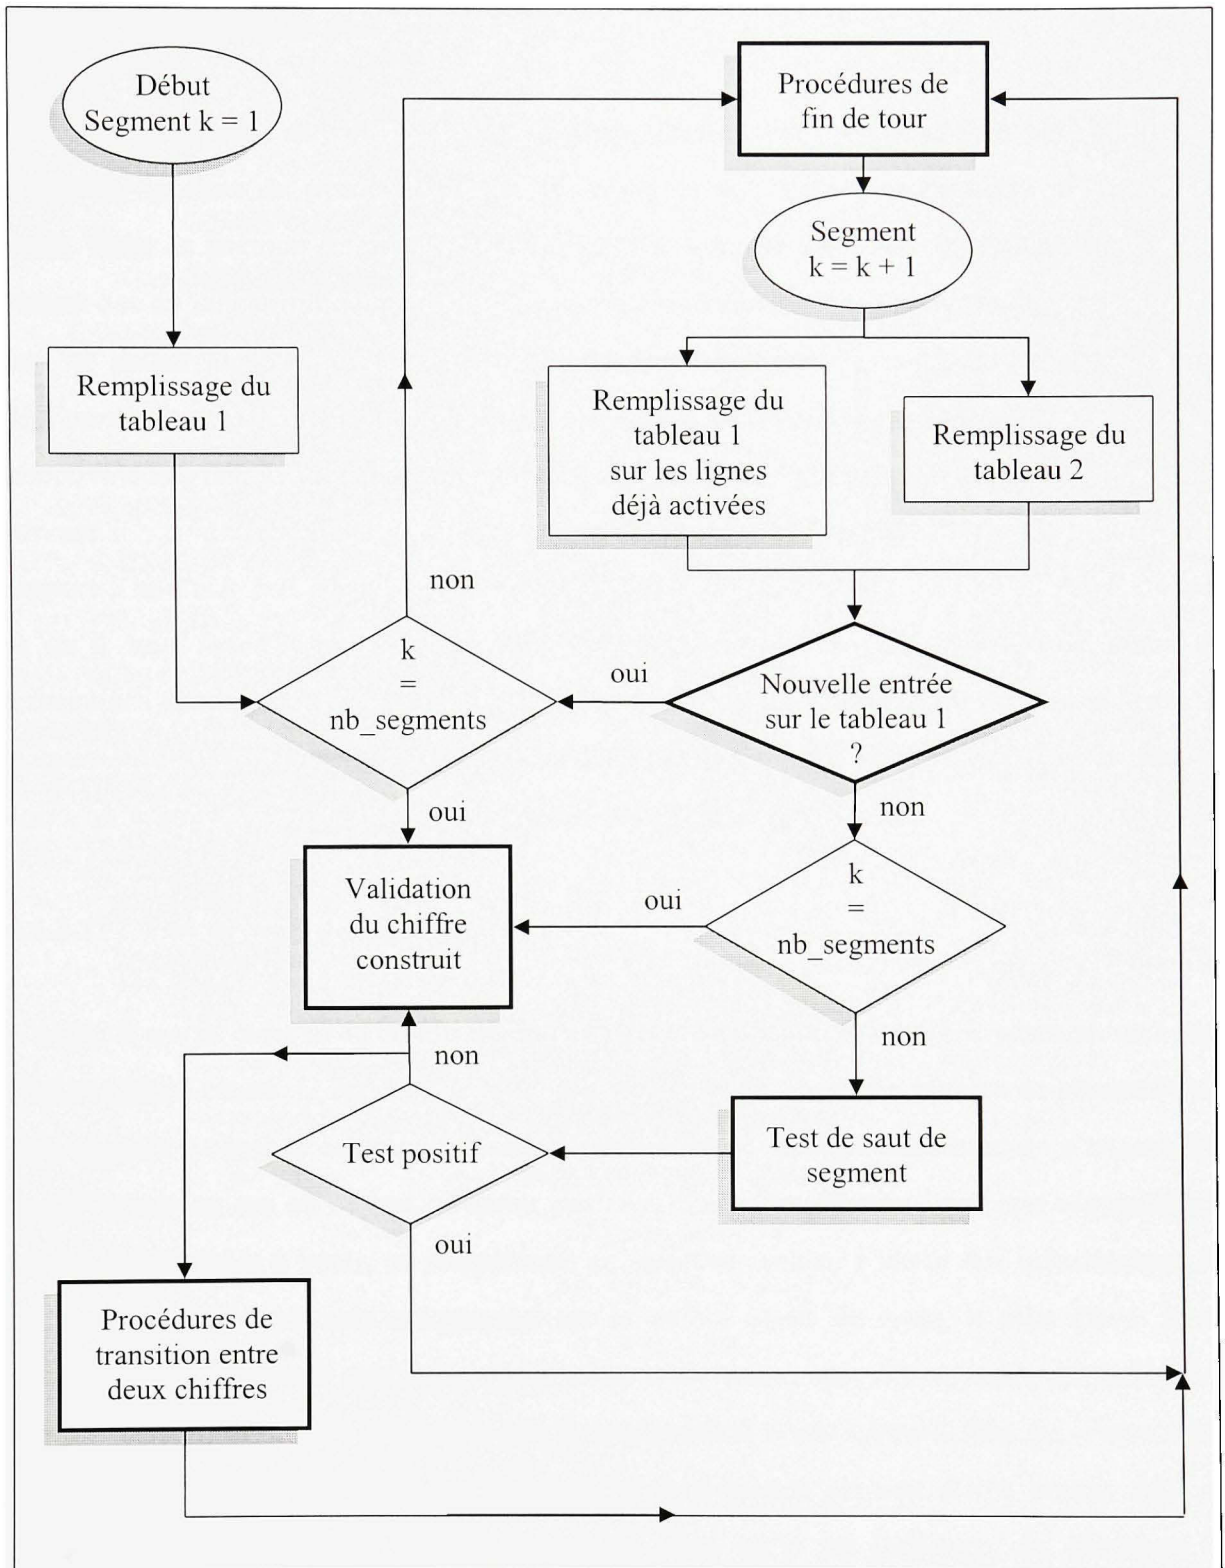 Début
Segment k = 1
Procédures de
fin de tour
Segment
k = k + 1
Remplissage du
tableau 1
Remplissage du
tableau 1
sur les lignes
déjà activées
Remplissage du
tableau 2
non
k
=
nb_segments
oui
Nouvelle entrée
sur le tableau 1
?
oui
non
Validation
du chiffre
construit
oui
k
=
nb_segments
non
non
Test positif
Test de saut de
segment
oui
Procédures de
transition entre
deux chiffres